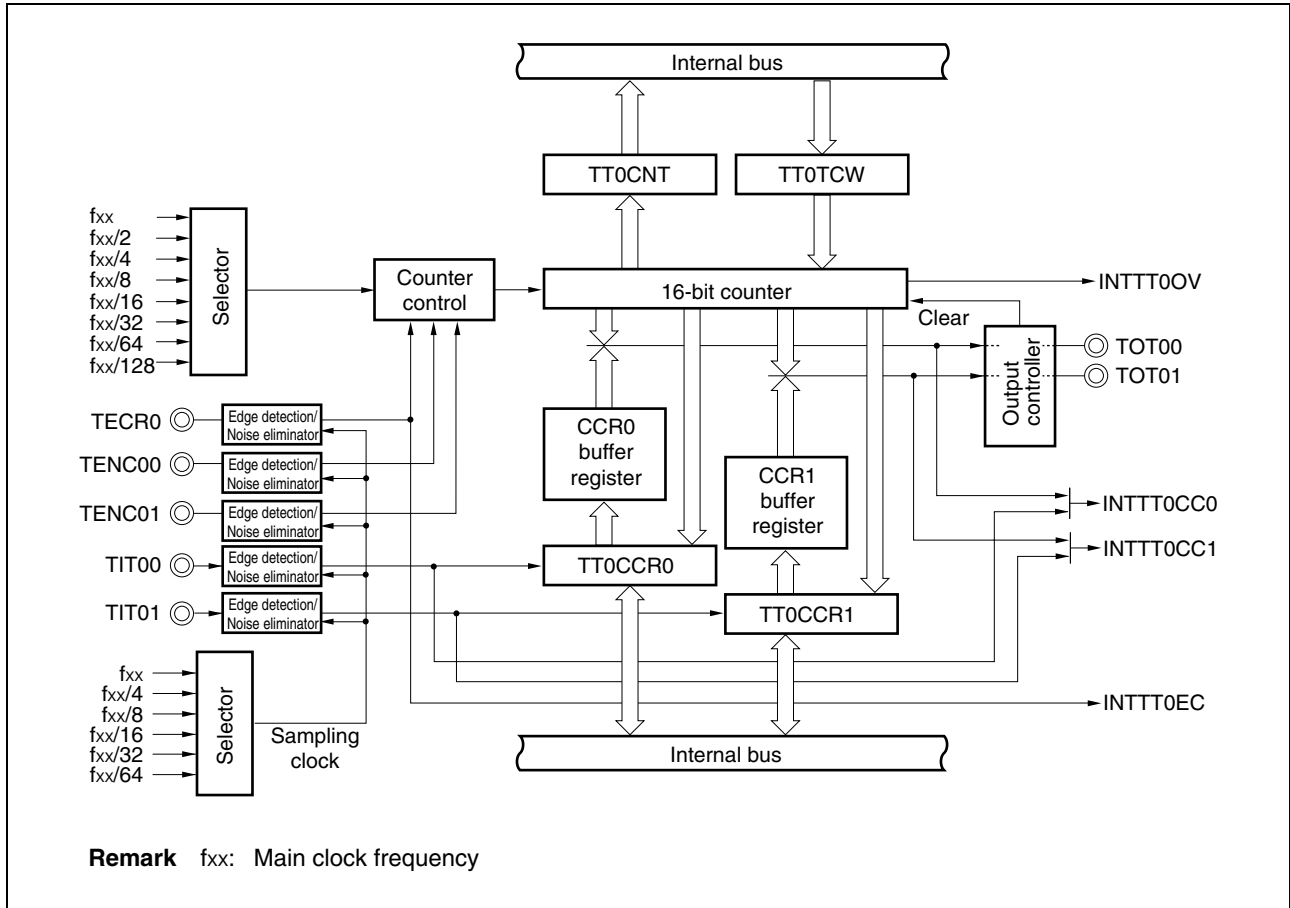 Internal bus
TT0CNT
TT0TCW
fxx
fxx/2
fxx/4
fxx/8
fxx/16
fxx/32
fxx/64
fxx/128
Selector
Counter
control
16-bit counter
INTTT0OV
Clear
Output
controller
TOT00
TOT01
TECR0
Edge detection/
Noise eliminator
TENC00
Edge detection/
Noise eliminator
TENC01
Edge detection/
Noise eliminator
TIT00
Edge detection/
Noise eliminator
TIT01
Edge detection/
Noise eliminator
CCR0
buffer
register
CCR1
buffer
register
INTTT0CC0
INTTT0CC1
TT0CCR0
TT0CCR1
fxx
fxx/4
fxx/8
fxx/16
fxx/32
fxx/64
Selector
Sampling
clock
INTTT0EC
Internal bus
Remark fxx: Main clock frequency